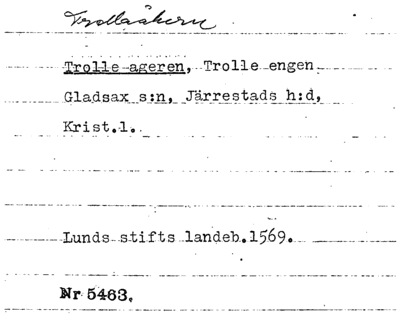 Trollaåkern
Trolle ageren, Trolle engen
Gladsax s:n, Järrestads h:d,
Krist.l.
Lunds stifts landeb.1569.
Nr 5463.